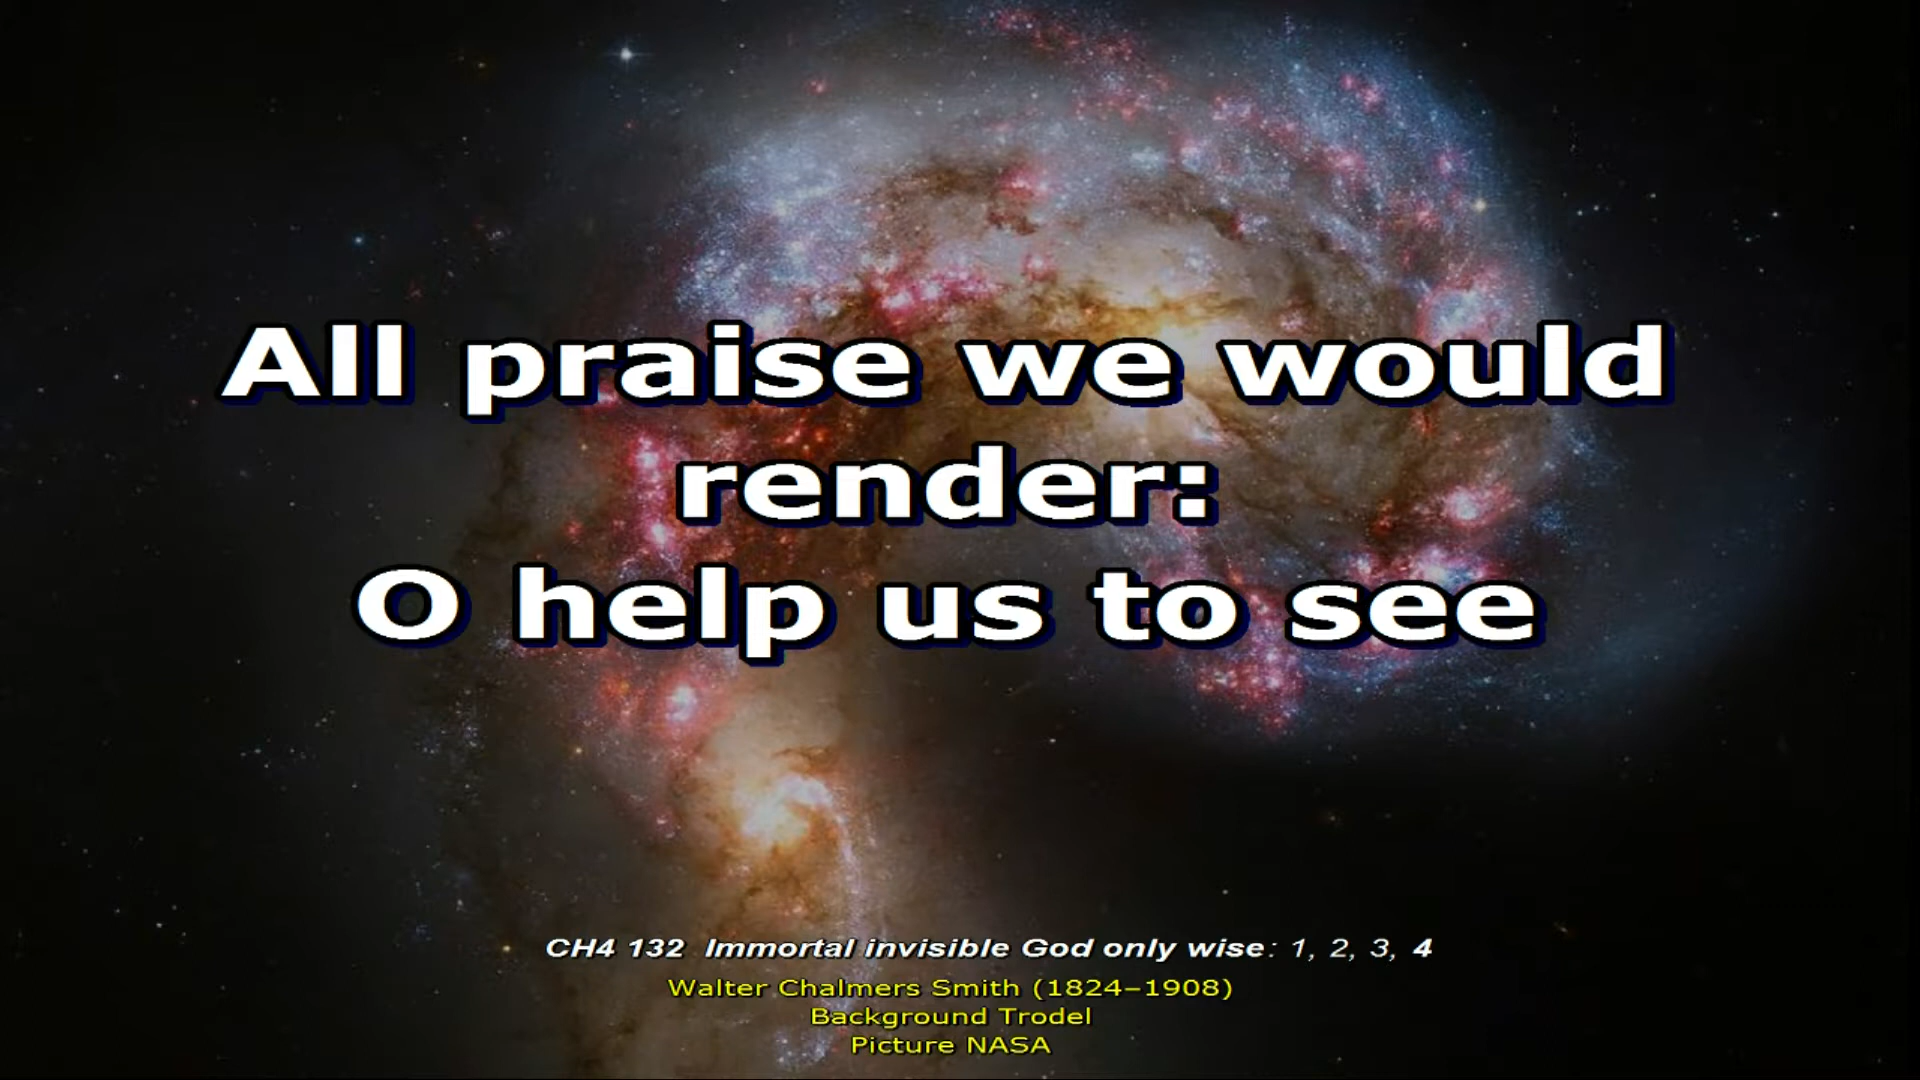 All praise we would
render:
O help us to see
CH4 132 Immortal invisible God only wise: 1, 2, 3, 4
Walter Chalmers Smith (1824–1908)
Background Trodel
Picture NASA